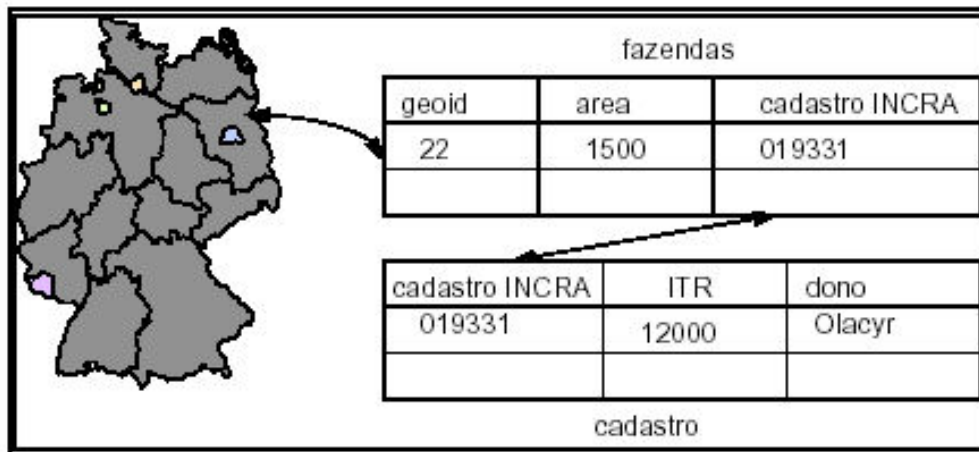 fazendas
geoid area cadastro INCRA
22 1500 019331
cadastro INCRA ITR dono
019331 12000 Olacyr
cadastro